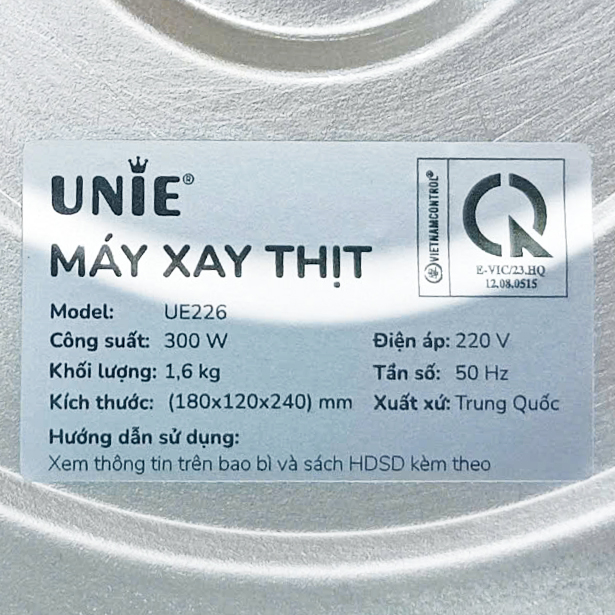 UNIE®
VIETNAMCONTROL®
MÁY XAY THỊT
E-VIC/23.HQ
12.08.0515
Model: UE226
Công suất: 300 W Điện áp: 220 V
Khối lượng: 1,6 kg Tần số: 50 Hz
Kích thước: (180x120x240) mm Xuất xứ: Trung Quốc
Hướng dẫn sử dụng:
Xem thông tin trên bao bì và sách HDSD kèm theo